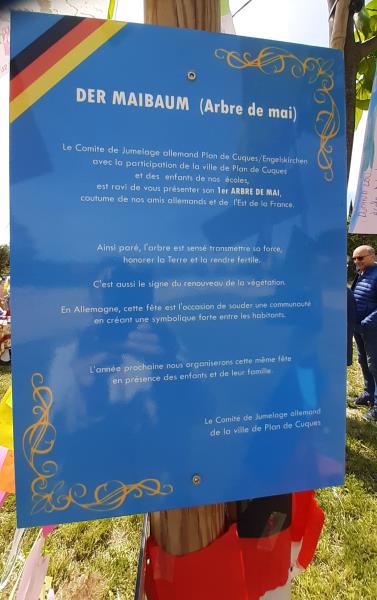 DER MAIBAUM (Arbre de mai)
Le Comite de Jumelage allemand Plan de Cuques/Engelskirchen
avec la participation de la ville de Plan de Cuques
et des enfants de nos écoles,
est ravi de vous présenter son 1er ARBRE DE MAI,
coutume de nos amis allemands et de l'Est de la France.
Ainsi paré, l'arbre est sensé transmettre sa force,
honorer la Terre et la rendre fertile.
C'est aussi le signe du renouveau de la végétation.
En Allemagne, cette fête est l'occasion de souder une communauté
en créant une symbolique forte entre les habitants.
L'année prochaine nous organiserons cette même fête
en présence des enfants et de leur famille.
Le Comité de Jumelage allemand
de la ville de Plan de Cuques